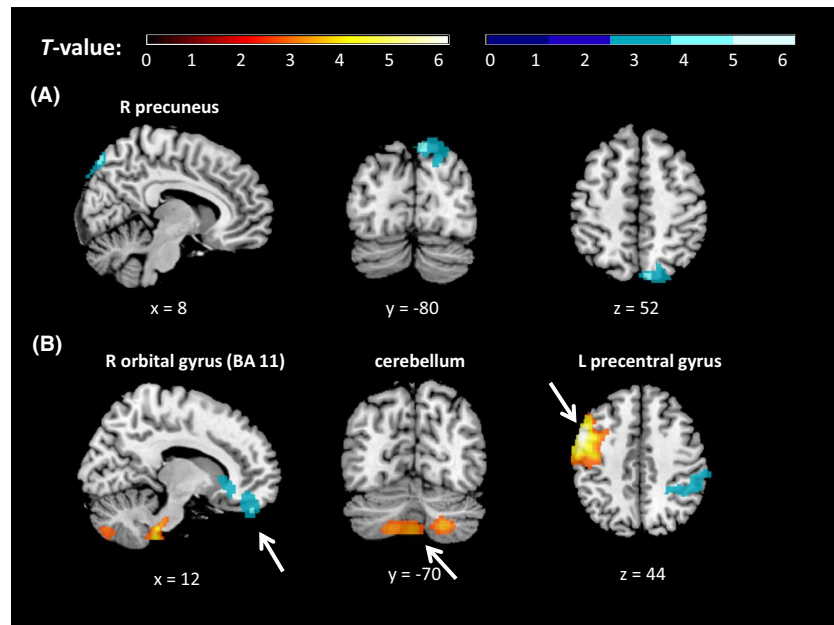 T-value:
0 1 2 3 4 5 6
0 1 2 3 4 5 6
(A)
R precuneus
x = 8
y = -80
z = 52
(B)
R orbital gyrus (BA 11)
cerebellum
L precentral gyrus
x = 12
y = -70
z = 44